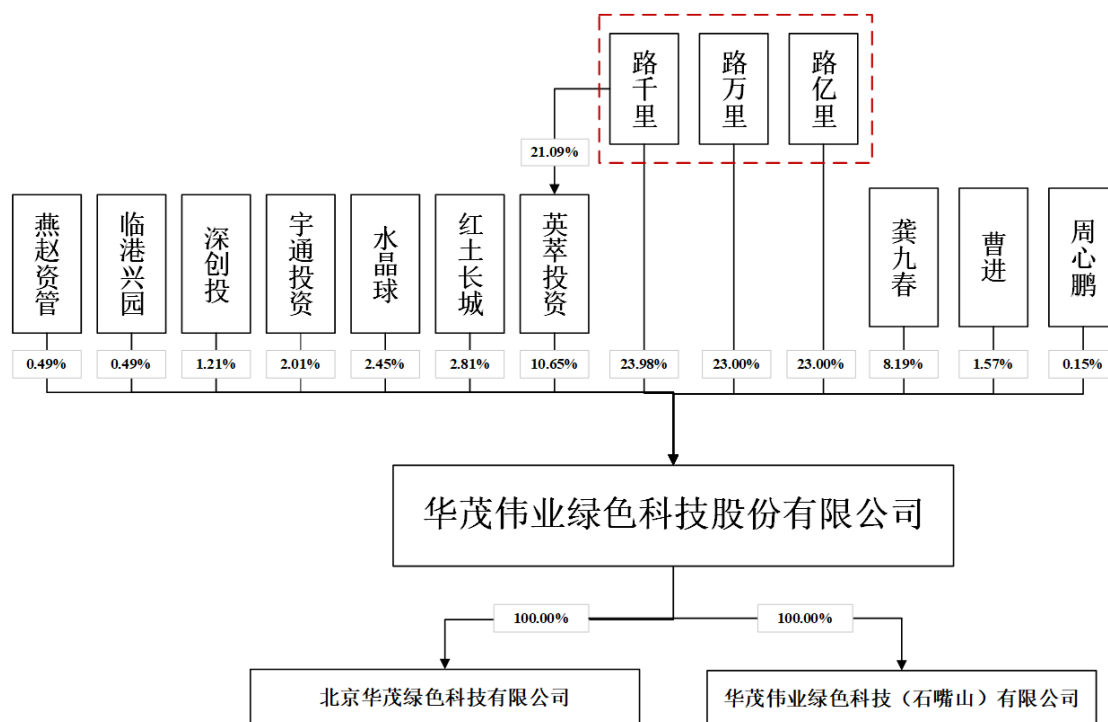 路千里
路万里
路亿里
21.09%
燕赵资管
临港兴园
深创投
宇通投资
水晶球
红土长城
英萃投资
龚九春
曹进
周心鹏
0.49%
0.49%
1.21%
2.01%
2.45%
2.81%
10.65%
23.98%
23.00%
23.00%
8.19%
1.57%
0.15%
华茂伟业绿色科技股份有限公司
100.00%
100.00%
北京华茂绿色科技有限公司
华茂伟业绿色科技（石嘴山）有限公司